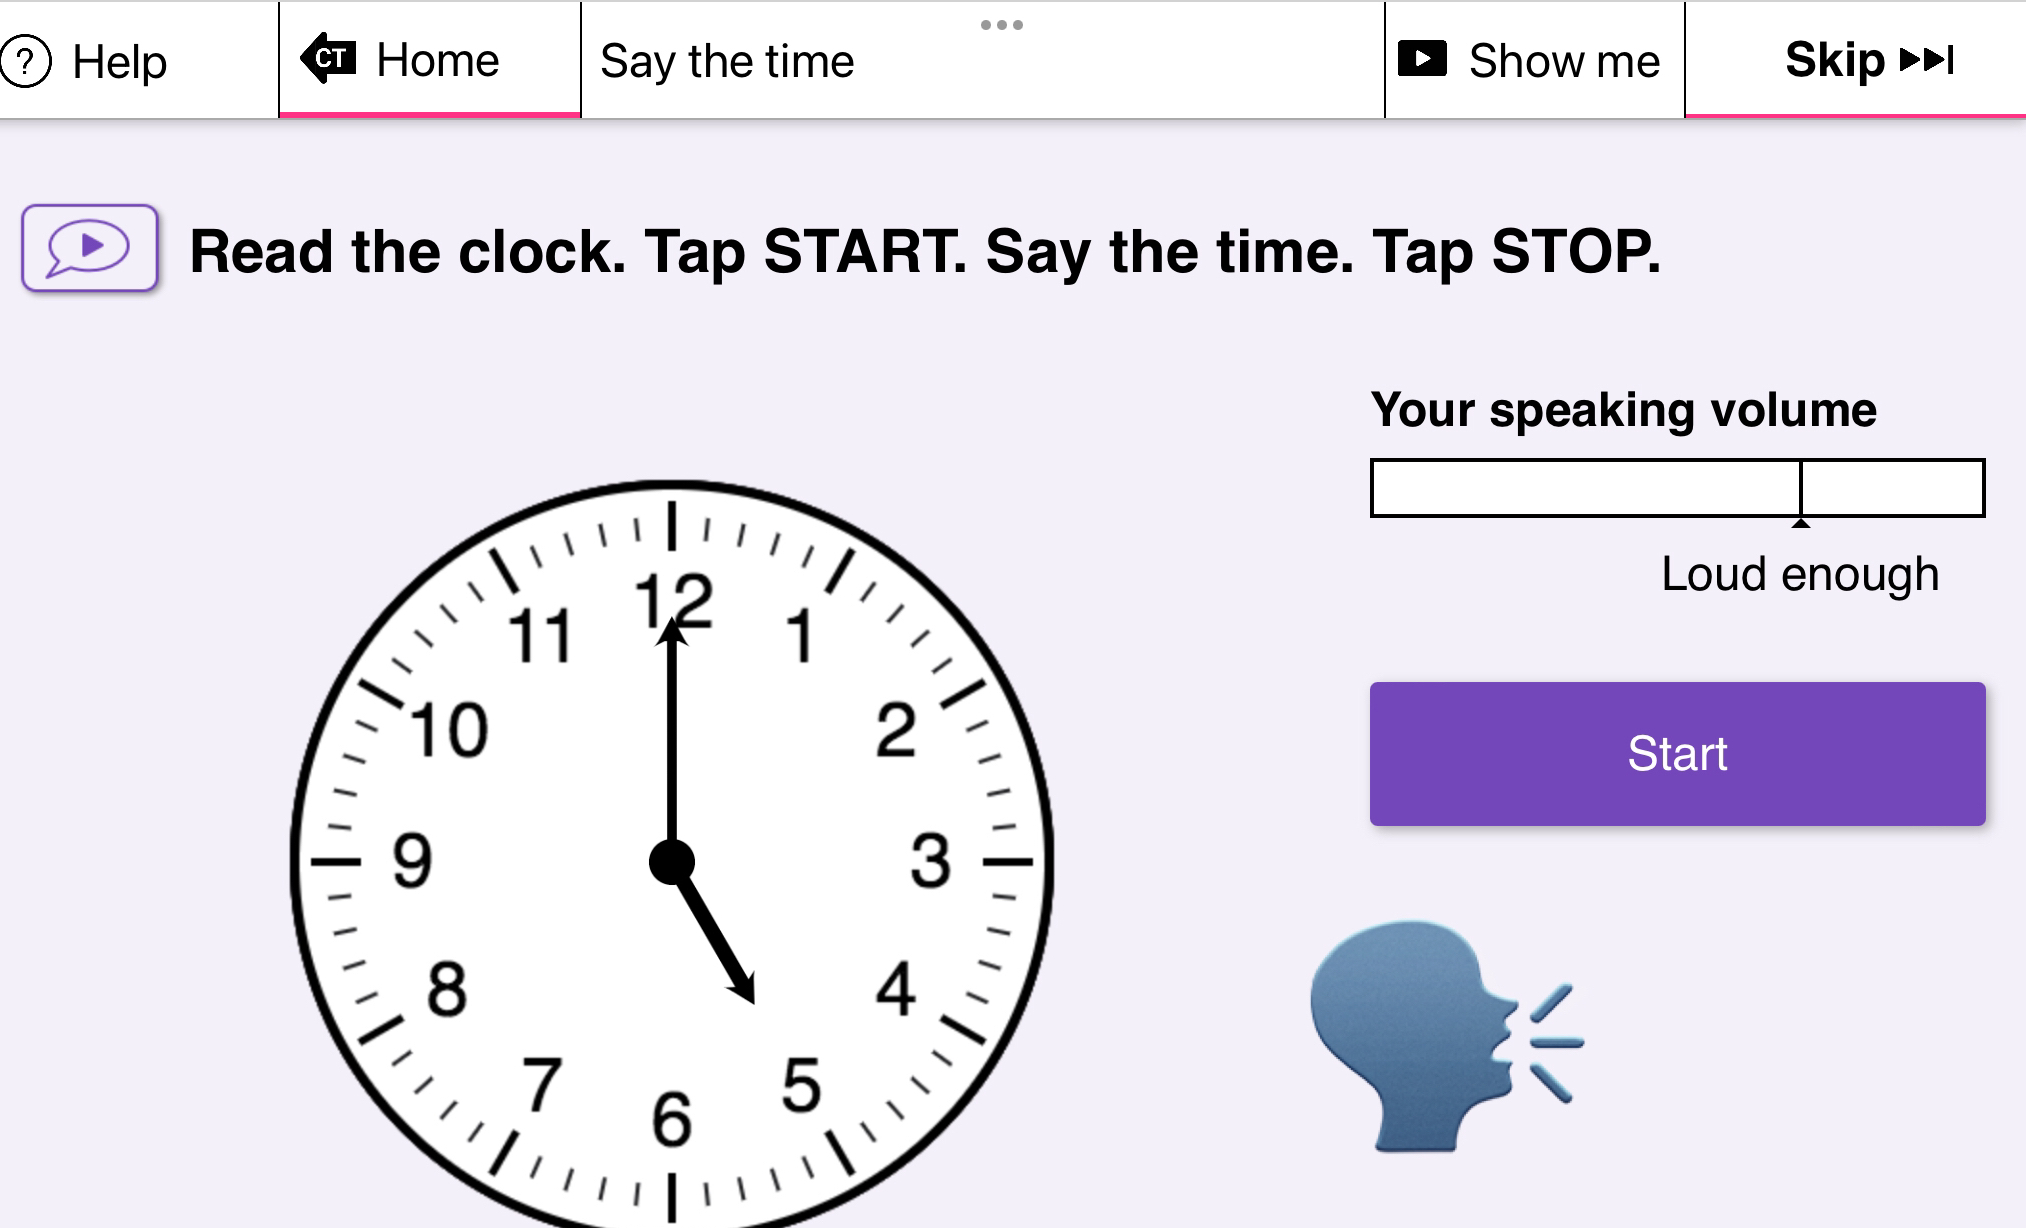 ? Help
CT Home
Say the time
Show me
Skip
Read the clock. Tap START. Say the time. Tap STOP.
Your speaking volume
Loud enough
Start
12
11
1
10
2
9
3
8
4
7
5
6